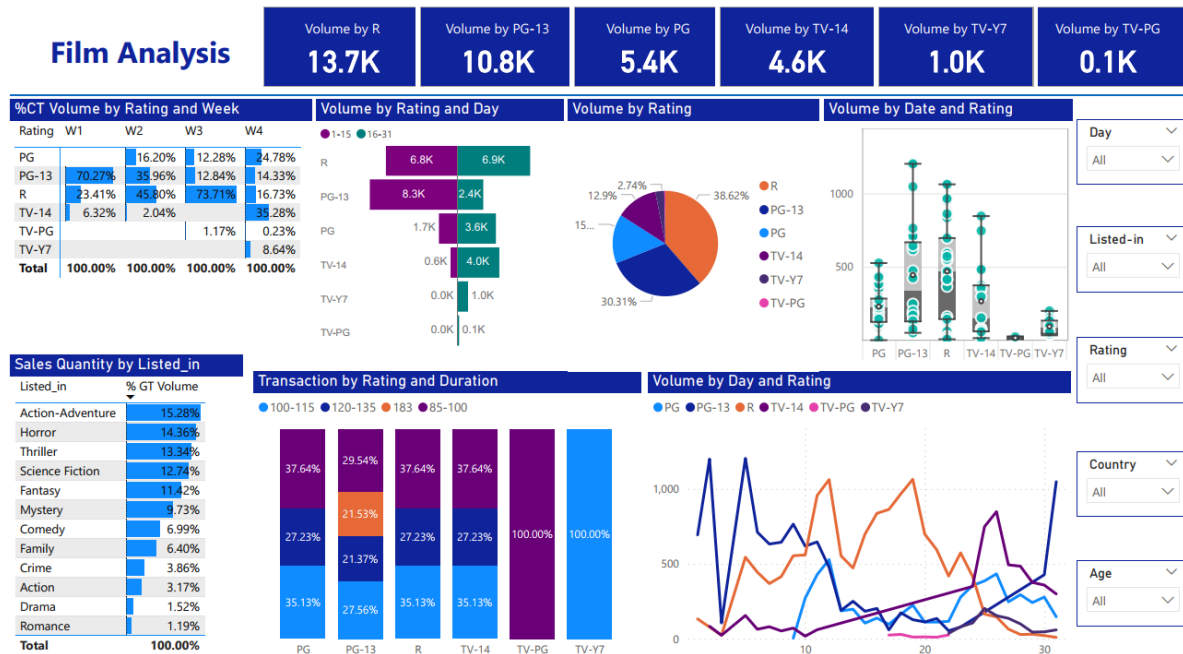 Film Analysis
Volume by R
13.7K
Volume by PG-13
10.8K
Volume by PG
5.4K
Volume by TV-14
4.6K
Volume by TV-Y7
1.0K
Volume by TV-PG
0.1K
%CT Volume by Rating and Week
Rating W1 W2 W3 W4
PG 16.20% 12.28% 24.78%
PG-13 70.27% 35.96% 12.84% 14.33%
R 23.41% 45.80% 73.71% 16.73%
TV-14 6.32% 2.04% 35.28%
TV-PG 1.17% 0.23%
TV-Y7 8.64%
Total 100.00% 100.00% 100.00% 100.00%
Volume by Rating and Day
1-15 16-31
R 6.8K 6.9K
PG-13 8.3K 2.4K
PG 1.7K 3.6K
TV-14 0.6K 4.0K
TV-Y7 0.0K 1.0K
TV-PG 0.0K 0.1K
Volume by Rating
2.74%
12.9%
38.62%
15...
30.31%
R
PG-13
PG
TV-14
TV-Y7
TV-PG
Volume by Date and Rating
1000
500
PG PG-13 R TV-14 TV-PG TV-Y7
Day
All
Listed-in
All
Rating
All
Country
All
Age
All
Sales Quantity by Listed_in
Listed_in % GT Volume
Action-Adventure 15.28%
Horror 14.36%
Thriller 13.34%
Science Fiction 12.74%
Fantasy 11.42%
Mystery 9.73%
Comedy 6.99%
Family 6.40%
Crime 3.86%
Action 3.17%
Drama 1.52%
Romance 1.19%
Total 100.00%
Transaction by Rating and Duration
100-115 120-135 183 85-100
37.64% 29.54% 37.64% 37.64%
21.53% 100.00% 100.00%
27.23% 21.37% 27.23% 27.23%
35.13% 27.56% 35.13% 35.13%
PG PG-13 R TV-14 TV-PG TV-Y7
Volume by Day and Rating
PG PG-13 R TV-14 TV-PG TV-Y7
1,000
500
0
10 20 30